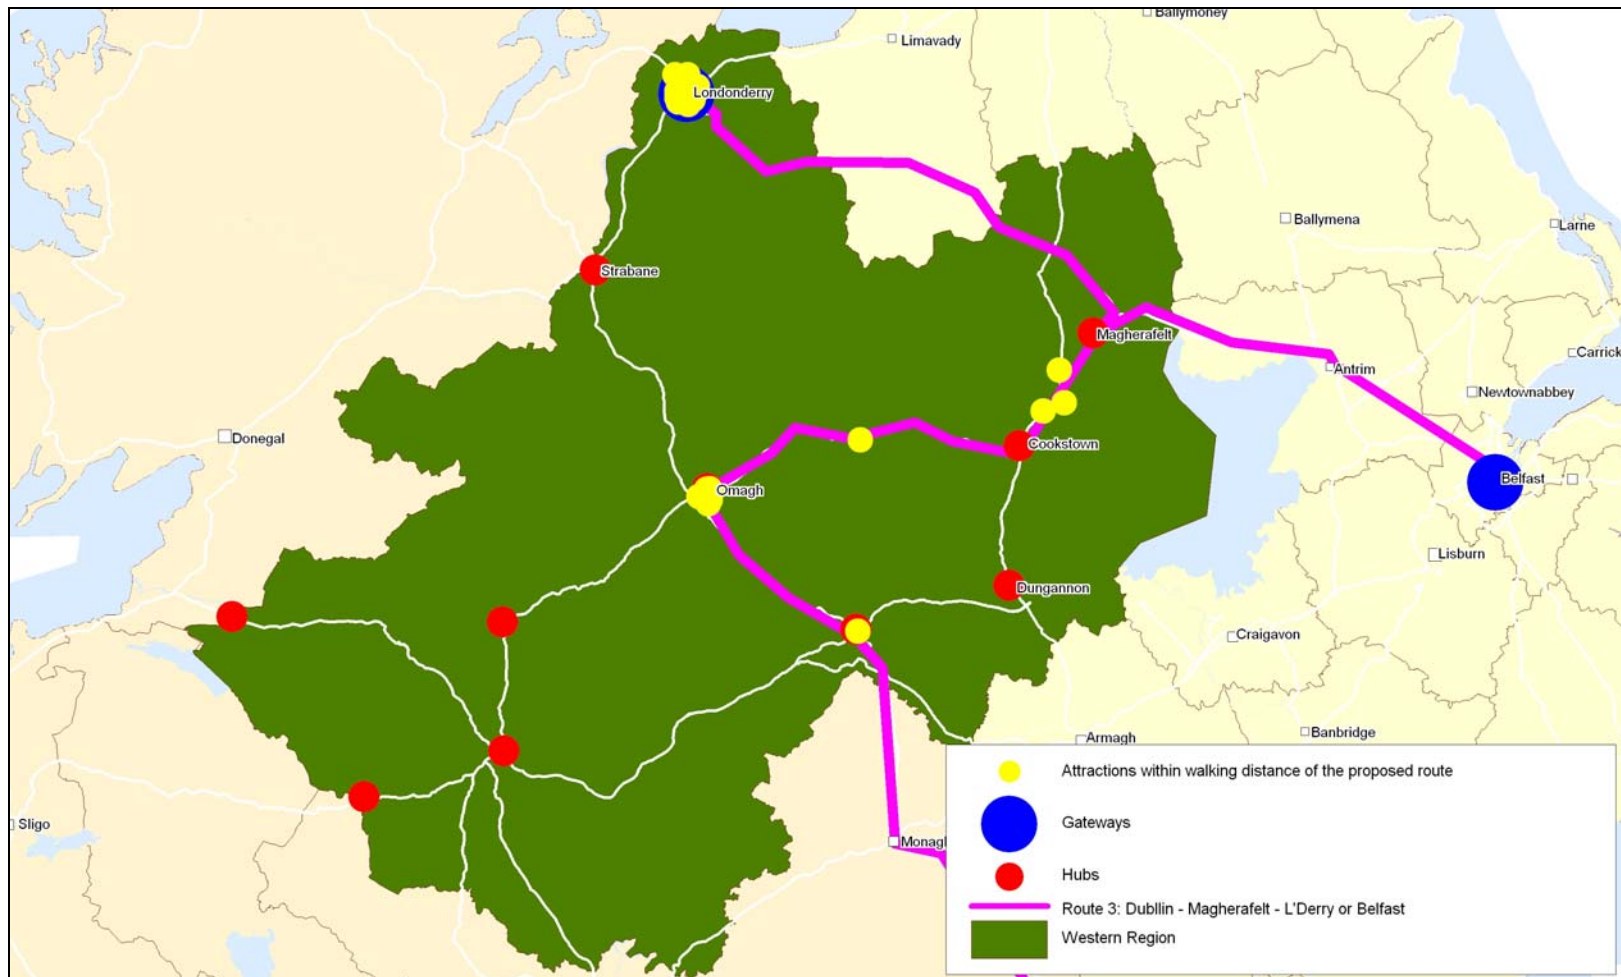 Ballymoney
Limavady
Londonderry
Ballymena
Larne
Strabane
Magherafelt
Carrick
Antrim
Newtownabbey
Donegal
Cookstown
Omagh
Belfast
Lisburn
Dungannon
Craigavon
Armagh
Banbridge
Sligo
Monagh
Attractions within walking distance of the proposed route
Gateways
Hubs
Route 3: Dubllin - Magherafelt - L'Derry or Belfast
Western Region